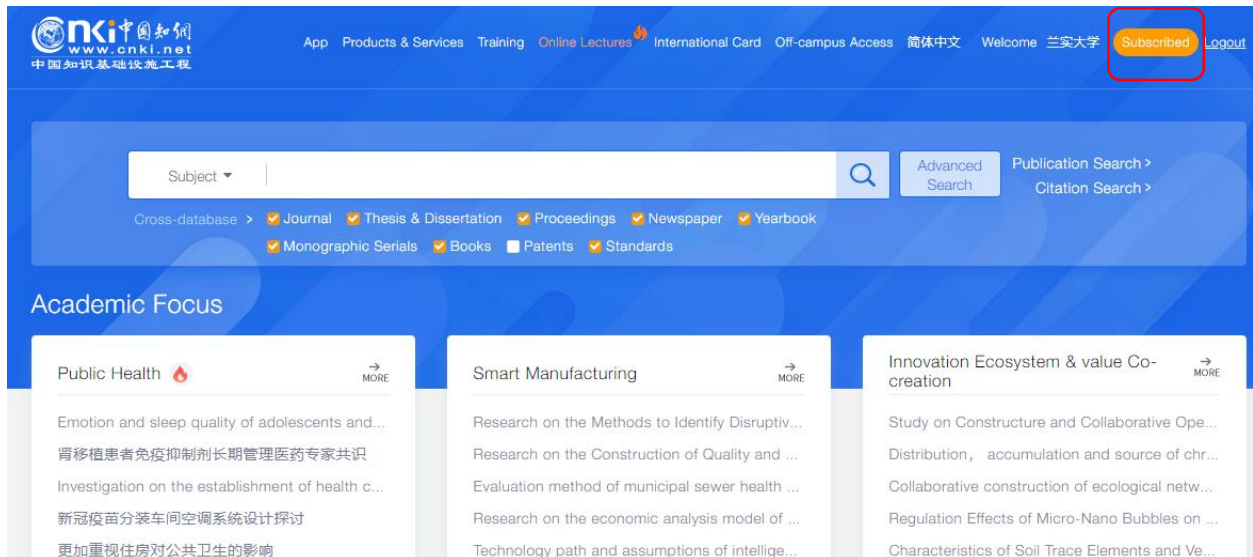 cnki中国知网
www.cnki.net
中国知识基础设施工程
App Products & Services Training Online Lectures International Card Off-campus Access 简体中文 Welcome 兰实大学 Subscribed Logout
Subject
Advanced Search
Publication Search >
Citation Search >
Cross-database > Journal Thesis & Dissertation Proceedings Newspaper Yearbook
Monographic Serials Books Patents Standards
Academic Focus
Public Health
MORE
Emotion and sleep quality of adolescents and...
肾移植患者免疫抑制剂长期管理医药专家共识
Investigation on the establishment of health c...
新冠疫苗分装车间空调系统设计探讨
更加重视住房对公共卫生的影响
Smart Manufacturing
MORE
Research on the Methods to Identify Disruptiv...
Research on the Construction of Quality and ...
Evaluation method of municipal sewer health ...
Research on the economic analysis model of ...
Technology path and assumptions of intellige...
Innovation Ecosystem & value Co-
creation
MORE
Study on Constructure and Collaborative Ope...
Distribution， accumulation and source of chr...
Collaborative construction of ecological netw...
Regulation Effects of Micro-Nano Bubbles on ...
Characteristics of Soil Trace Elements and Ve...